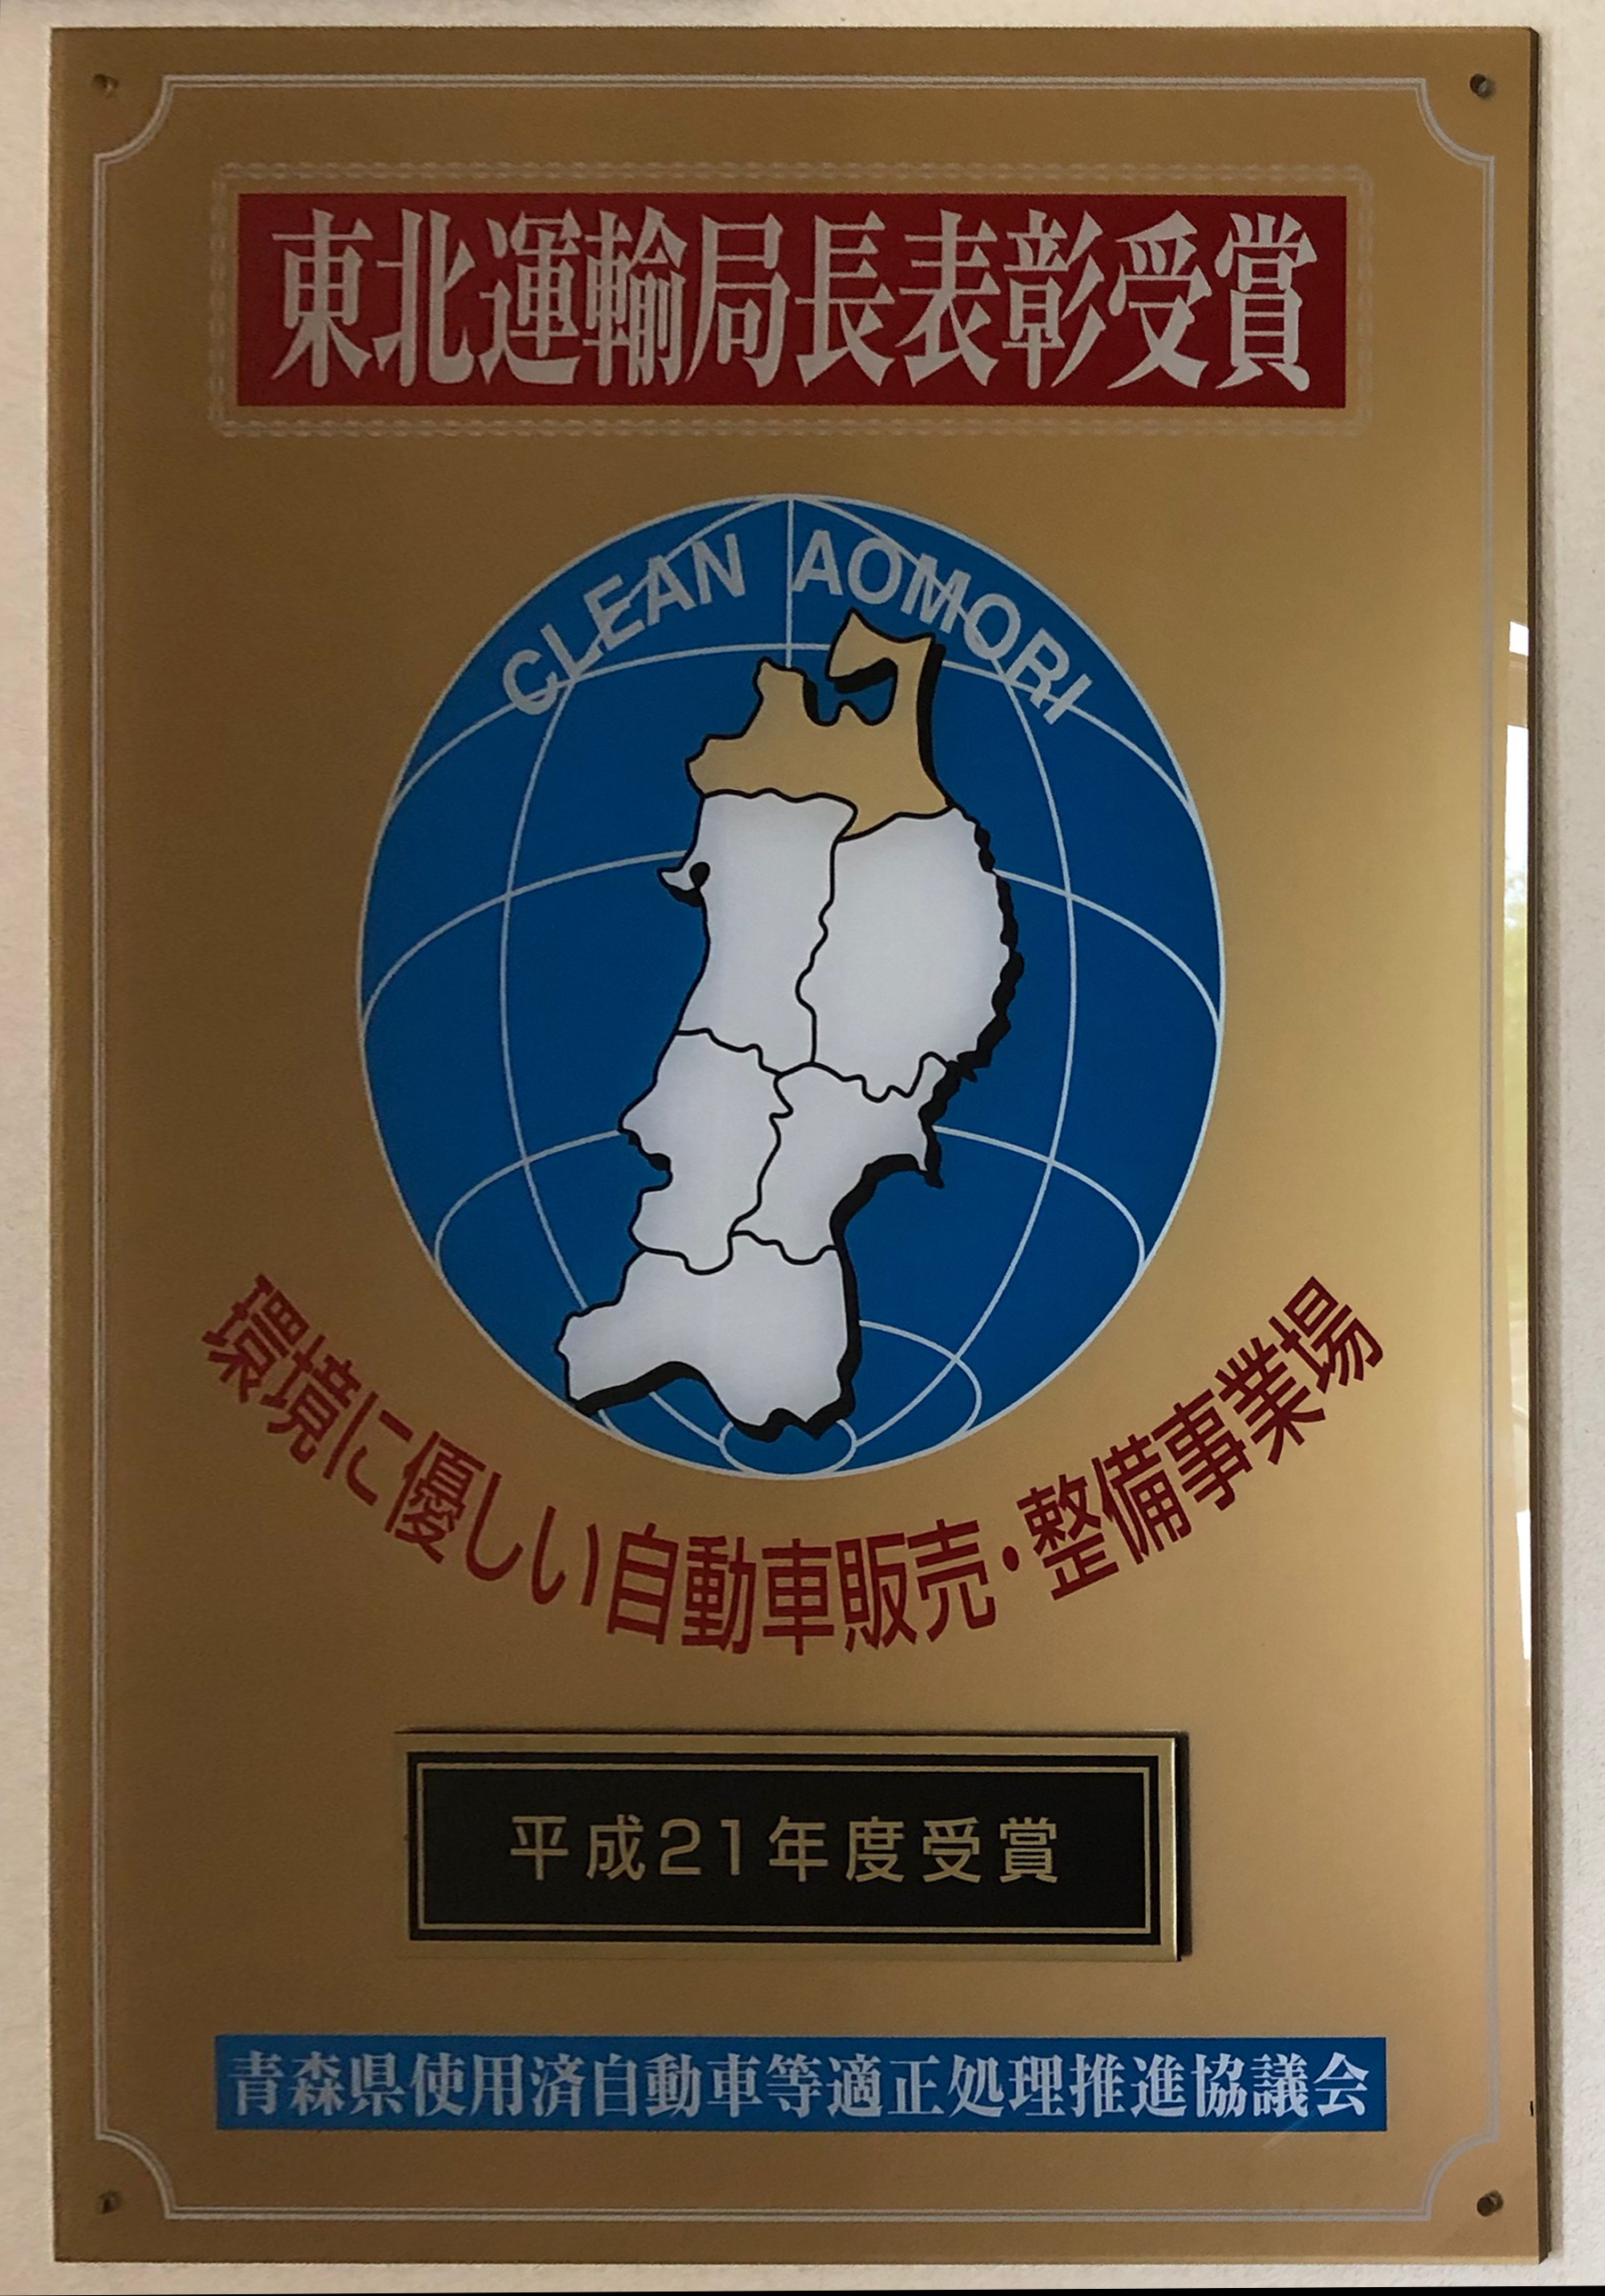 東北運輸局長表彰受賞
CLEAN AOMORI
環境に優しい自動車販売・整備事業場
平成21年度受賞
青森県使用済自動車等適正処理推進協議会